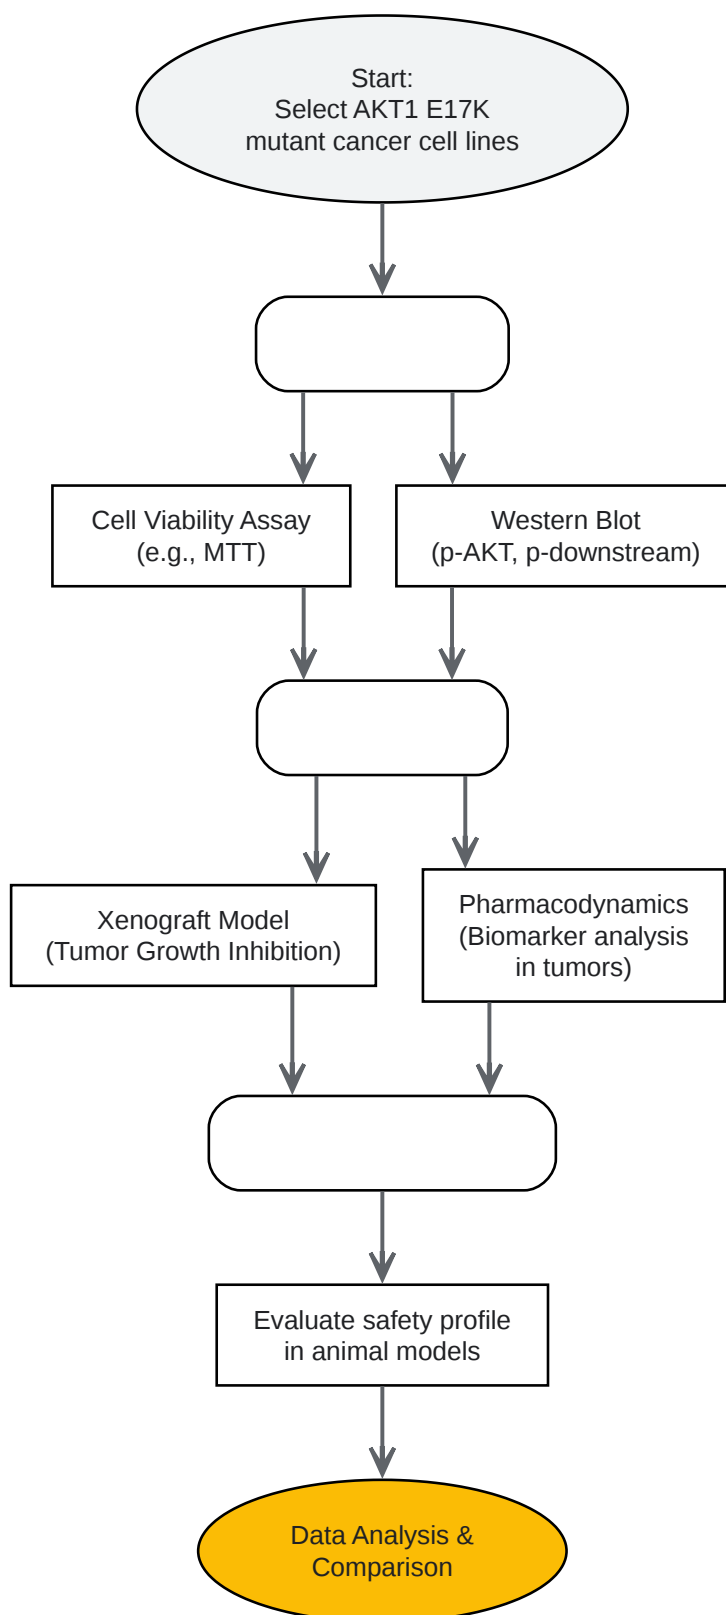 Start:
Select AKT1 E17K
mutant cancer cell lines
Cell Viability Assay
(e.g., MTT)
Western Blot
(p-AKT, p-downstream)
Xenograft Model
(Tumor Growth Inhibition)
Pharmacodynamics
(Biomarker analysis
in tumors)
Evaluate safety profile
in animal models
Data Analysis &
Comparison